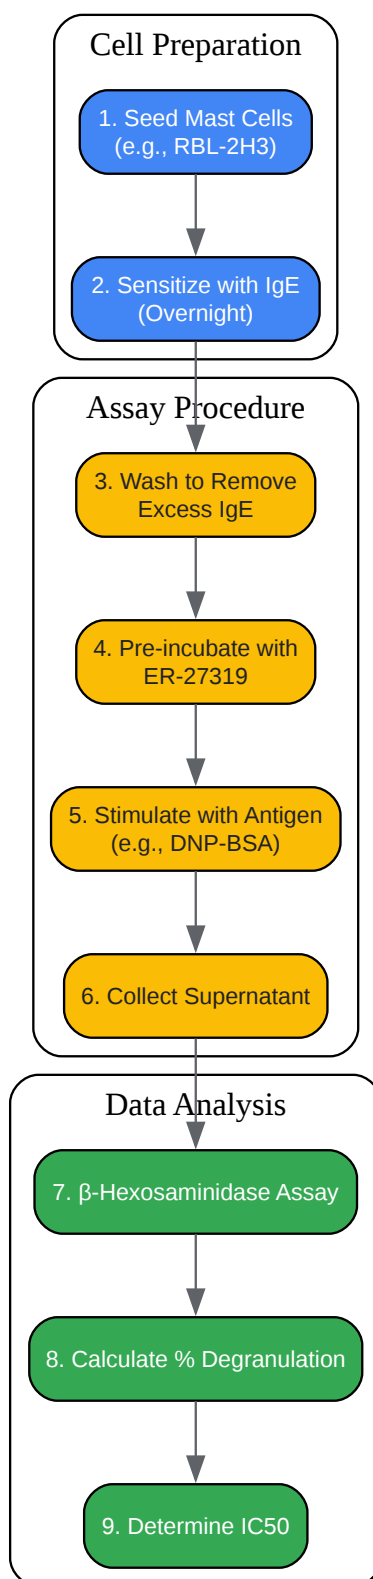 Cell Preparation
1. Seed Mast Cells
(e.g., RBL-2H3)
2. Sensitize with IgE
(Overnight)
Assay Procedure
3. Wash to Remove
Excess IgE
4. Pre-incubate with
ER-27319
5. Stimulate with Antigen
(e.g., DNP-BSA)
6. Collect Supernatant
Data Analysis
7. β-Hexosaminidase Assay
8. Calculate % Degranulation
9. Determine IC50